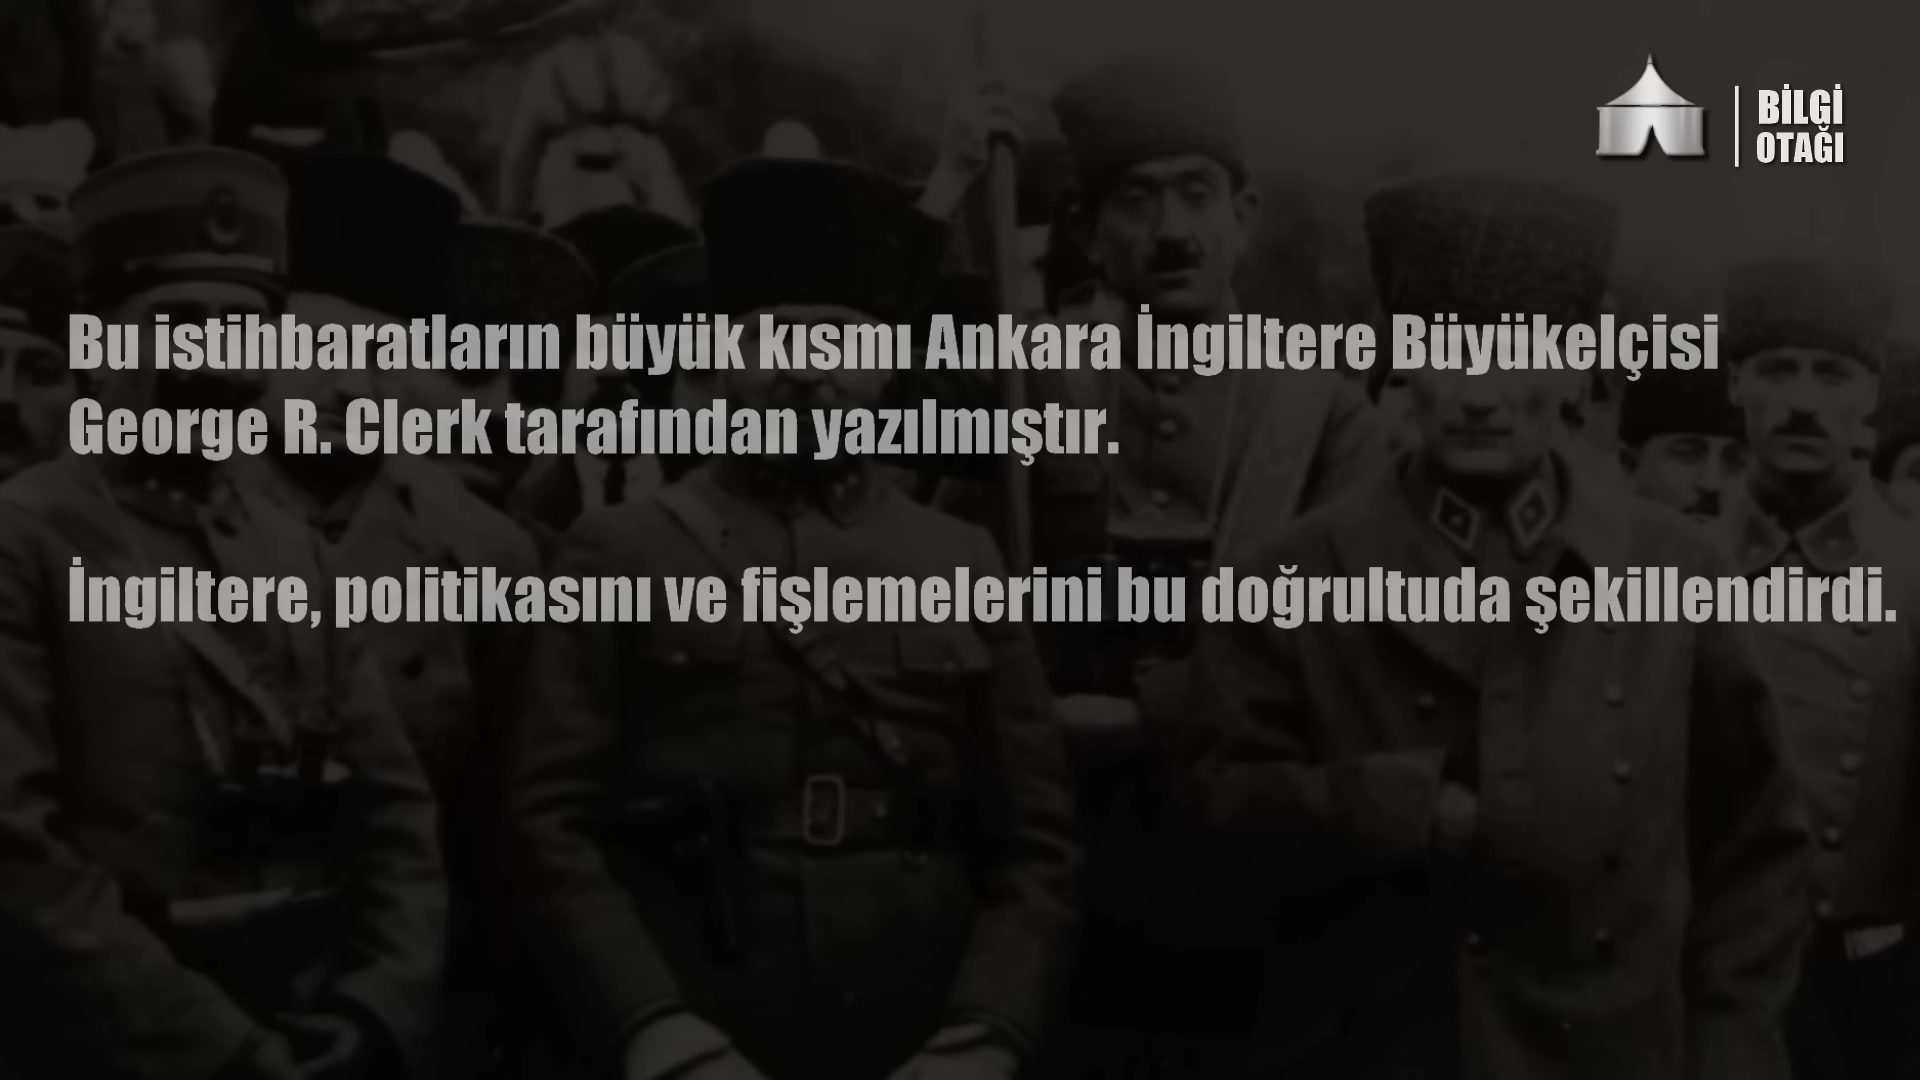 BİLGİ
OTAĞI
Bu istihbaratların büyük kısmı Ankara İngiltere Büyükelçisi
George R. Clerk tarafından yazılmıştır.
İngiltere, politikasını ve fişlemelerini bu doğrultuda şekillendirdi.